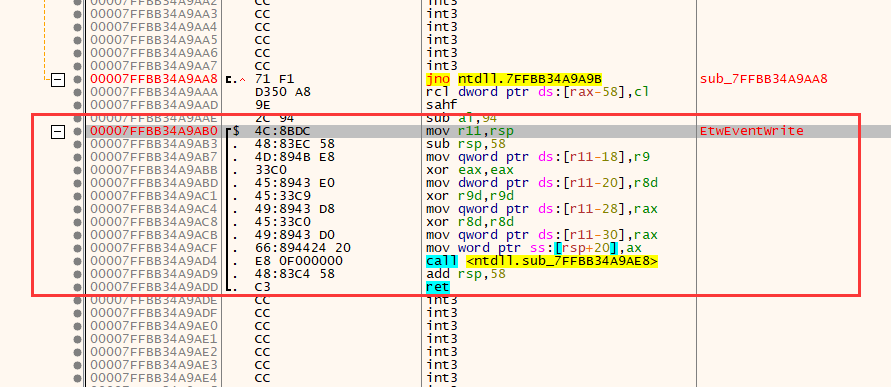 00007FFBB34A9AA2 CC int3
00007FFBB34A9AA3 CC int3
00007FFBB34A9AA4 CC int3
00007FFBB34A9AA5 CC int3
00007FFBB34A9AA6 CC int3
00007FFBB34A9AA7 CC int3
00007FFBB34A9AA8 71 F1 jno ntdll.7FFBB34A9A9B sub_7FFBB34A9AA8
00007FFBB34A9AAA D350 A8 rcl dword ptr ds:[rax-58],cl
00007FFBB34A9AAD 9E sahf
00007FFBB34A9AAE 2C 94 sub al,94
00007FFBB34A9AB0 $ 4C:8BDC mov r11,rsp EtwEventWrite
00007FFBB34A9AB3 . 48:83EC 58 sub rsp,58
00007FFBB34A9AB7 . 4D:894B E8 mov qword ptr ds:[r11-18],r9
00007FFBB34A9ABB . 33C0 xor eax,eax
00007FFBB34A9ABD . 45:8943 E0 mov dword ptr ds:[r11-20],r8d
00007FFBB34A9AC1 . 45:33C9 xor r9d,r9d
00007FFBB34A9AC4 . 49:8943 D8 mov qword ptr ds:[r11-28],rax
00007FFBB34A9AC8 . 45:33C0 xor r8d,r8d
00007FFBB34A9ACB . 49:8943 D0 mov qword ptr ds:[r11-30],rax
00007FFBB34A9ACF . 66:894424 20 mov word ptr ss:[rsp+20],ax
00007FFBB34A9AD4 . E8 0F000000 call <ntdll.sub_7FFBB34A9AE8>
00007FFBB34A9AD9 . 48:83C4 58 add rsp,58
00007FFBB34A9ADD . C3 ret
00007FFBB34A9ADE CC int3
00007FFBB34A9ADF CC int3
00007FFBB34A9AE0 CC int3
00007FFBB34A9AE1 CC int3
00007FFBB34A9AE2 CC int3
00007FFBB34A9AE3 CC int3
00007FFBB34A9AE4 CC int3